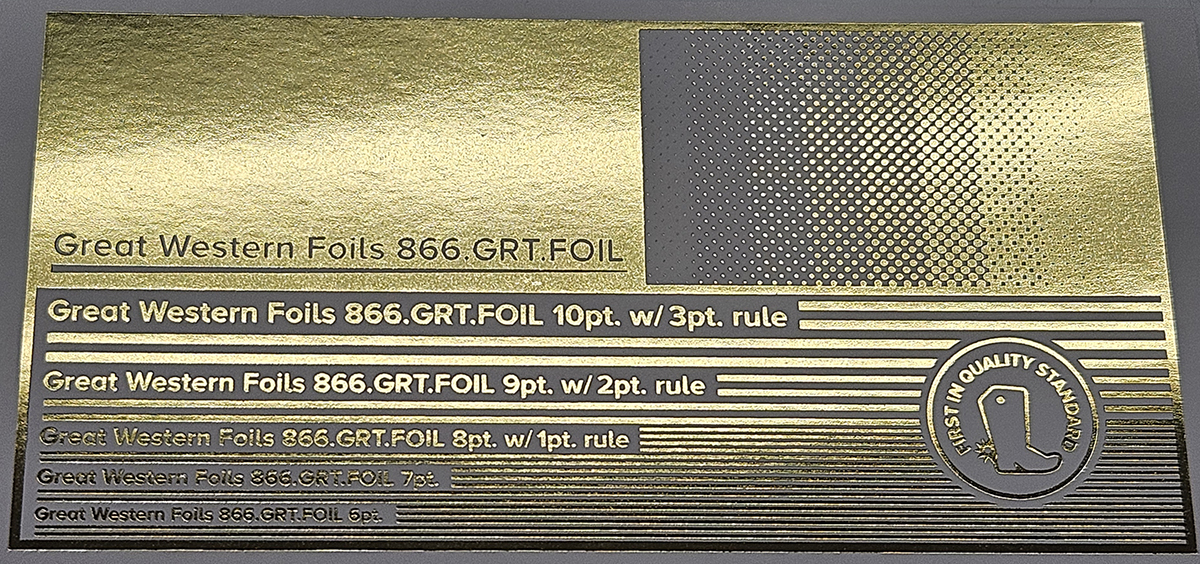 Great Western Foils 866.GRT.FOIL
Great Western Foils 866.GRT.FOIL 10pt. w/ 3pt. rule
Great Western Foils 866.GRT.FOIL 9pt. w/ 2pt. rule
Great Western Foils 866.GRT.FOIL 8pt. w/ 1pt. rule
Great Western Foils 866.GRT.FOIL 7pt.
Great Western Foils 866.GRT.FOIL 6pt.
FIRST IN QUALITY STANDARD